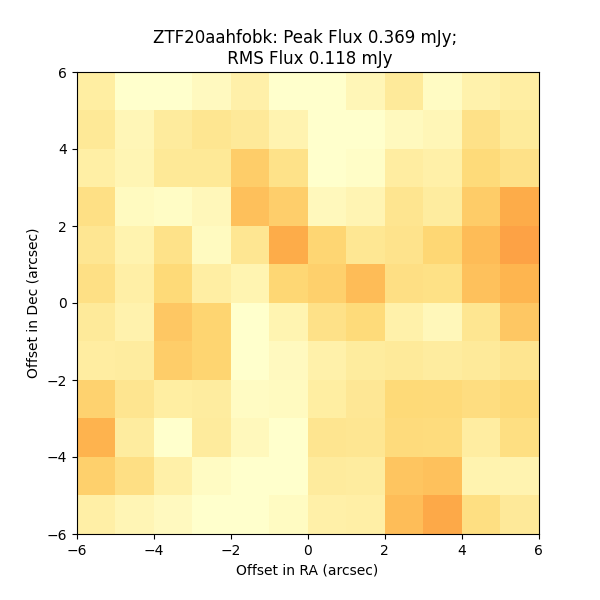 ZTF20aahfobk: Peak Flux 0.369 mJy;
RMS Flux 0.118 mJy
6
4
2
0
−2
−4
−6
Offset in Dec (arcsec)
−6 −4 −2 0 2 4 6
Offset in RA (arcsec)